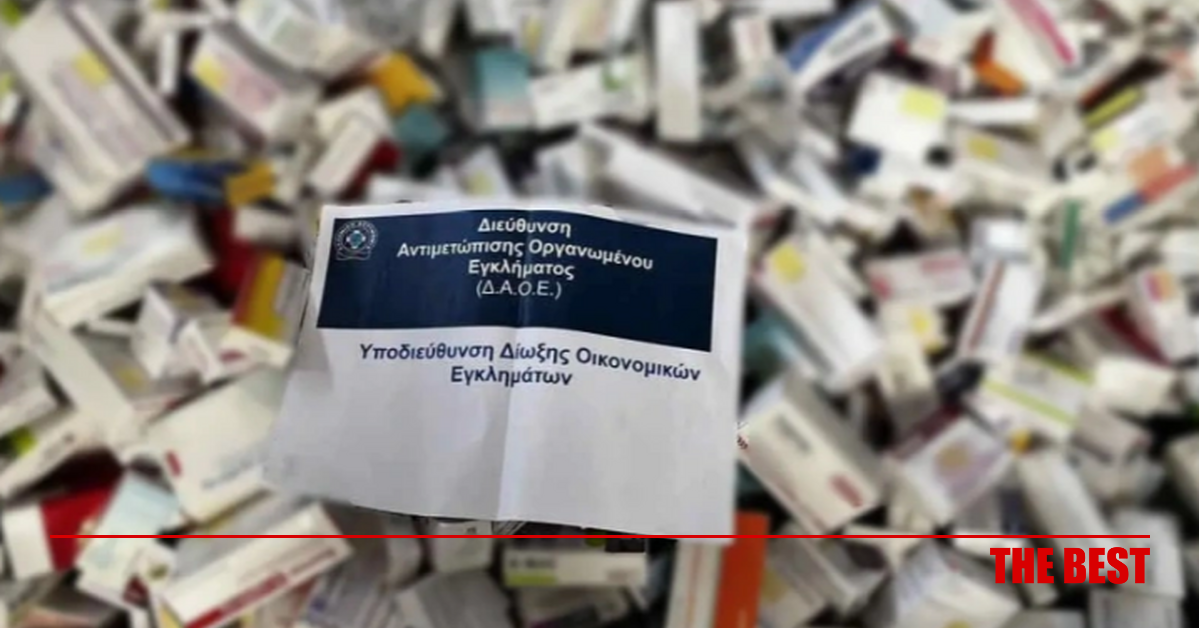 Διεύθυνση
Αντιμετώπισης Οργανωμένου
Εγκλήματος
(Δ.Α.Ο.Ε.)
Υποδιεύθυνση Δίωξης Οικονομικών
Εγκλημάτων
THE BEST